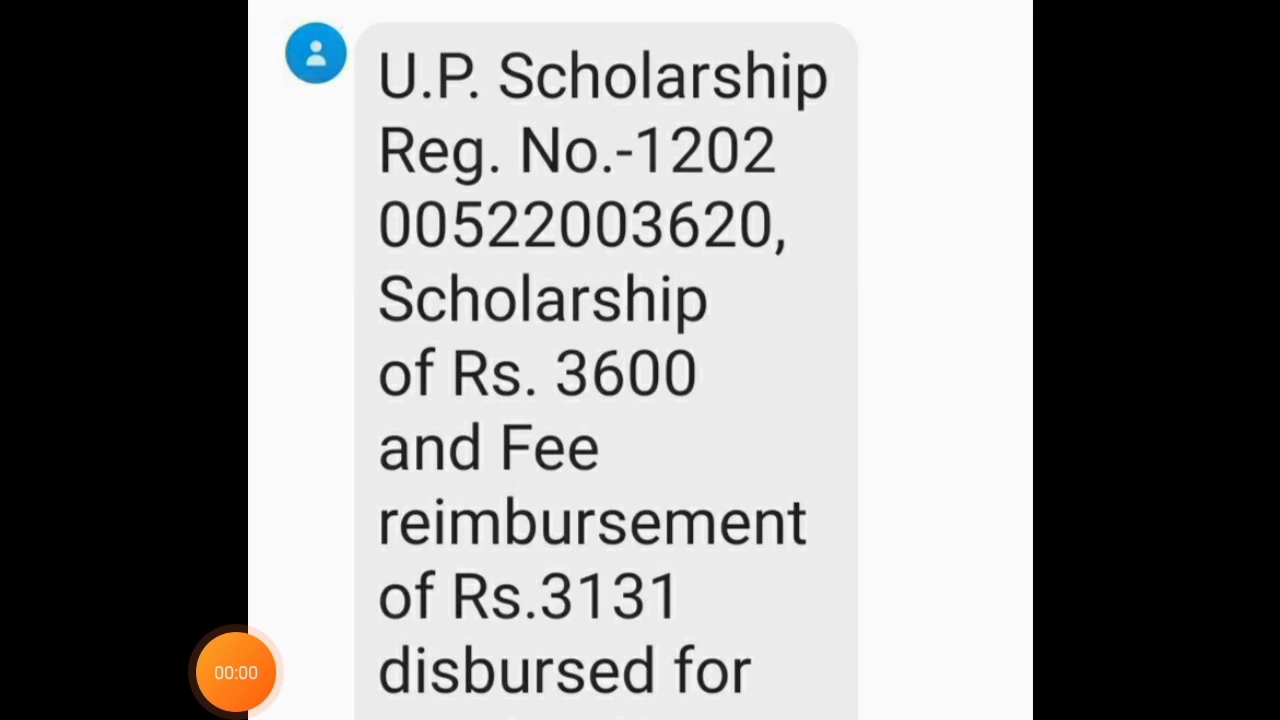 U.P. Scholarship
Reg. No.-1202
00522003620,
Scholarship
of Rs. 3600
and Fee
reimbursement
of Rs.3131
disbursed for
00:00